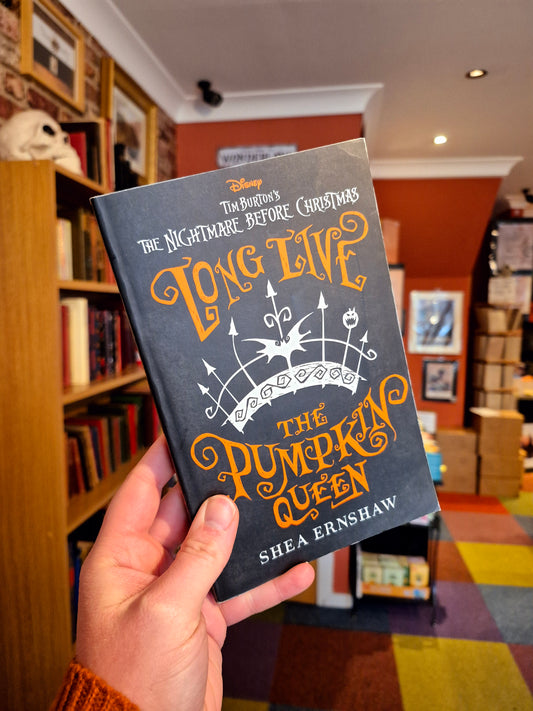 Disney
TIM BURTON'S
THE NIGHTMARE BEFORE CHRISTMAS
LONG LIVE
THE
PUMPKIN
QUEEN
SHEA ERNSHAW